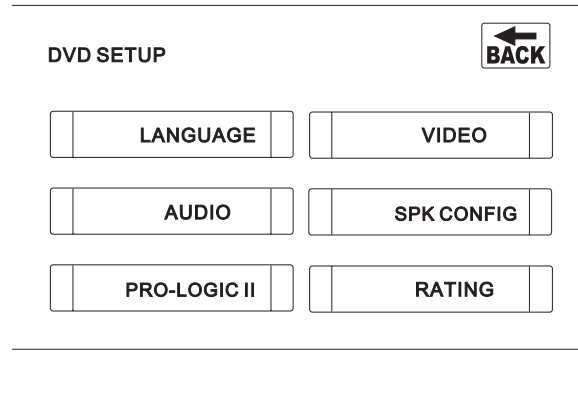 DVD SETUP
BACK
LANGUAGE
VIDEO
AUDIO
SPK CONFIG
PRO-LOGIC II
RATING